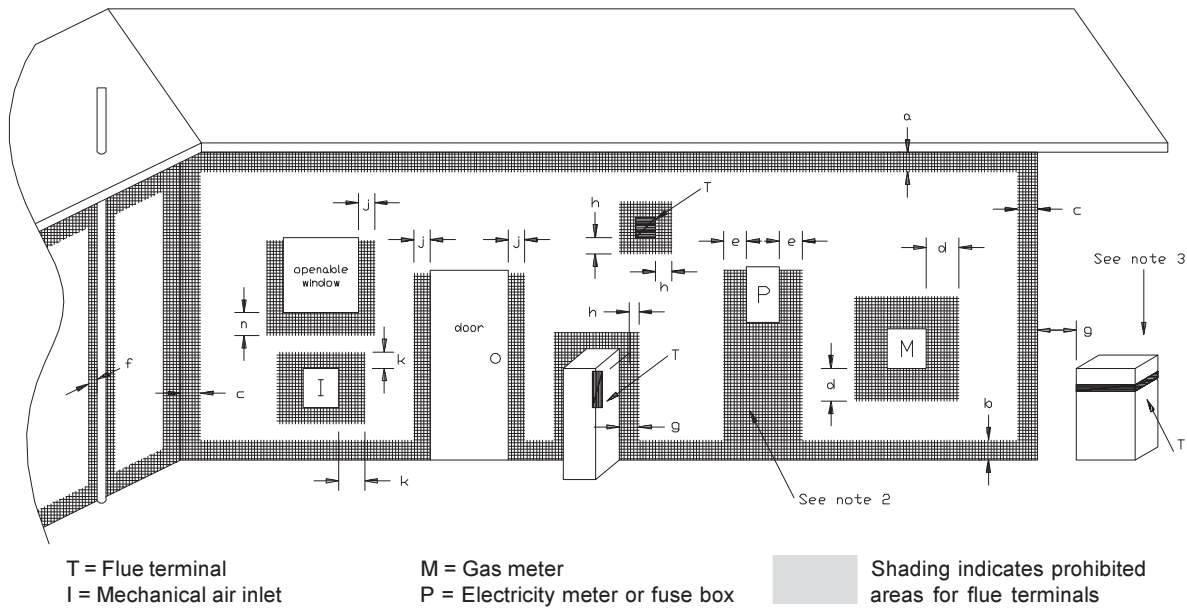 a
T
h
j
c
j
j
e
e
d
See note 3
openable
window
P
h
n
door
h
g
k
T
M
f
I
d
c
g
b
T
k
See note 2
T = Flue terminal
I = Mechanical air inlet
M = Gas meter
P = Electricity meter or fuse box
Shading indicates prohibited
areas for flue terminals